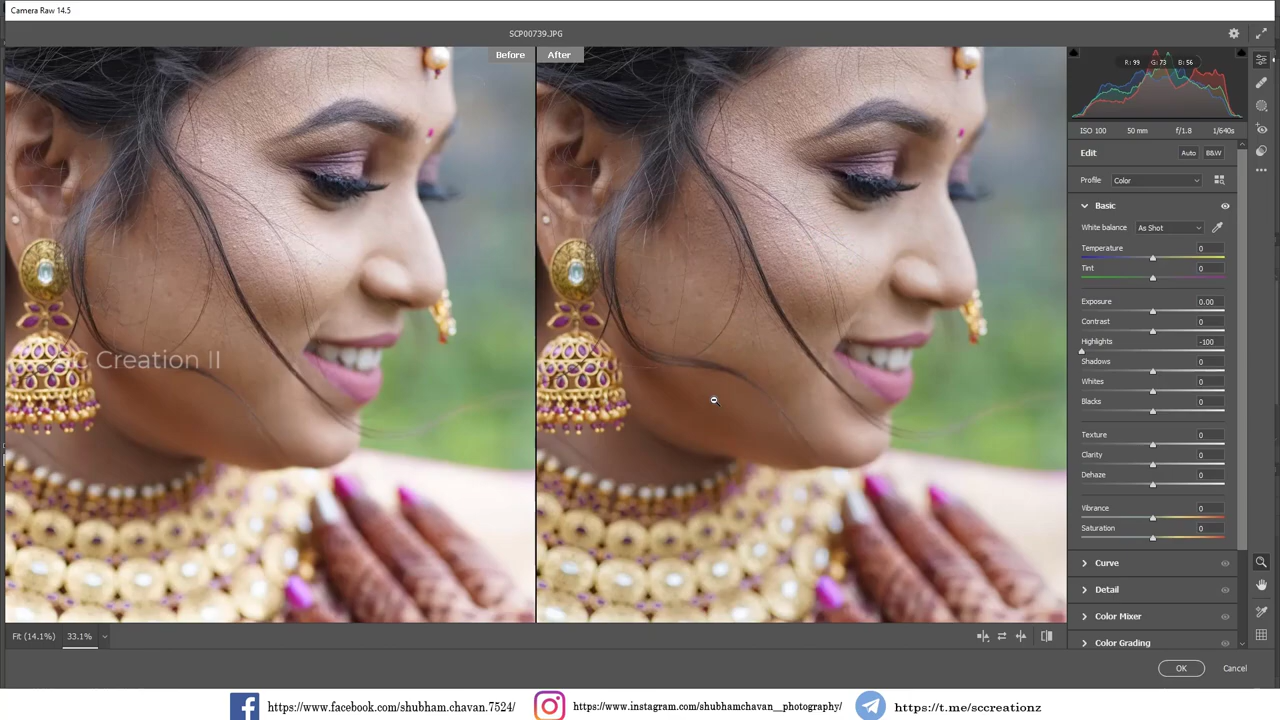 Camera Raw 14.5
SCP00739.JPG
Before
After
R: 99 G: 73 B: 56
ISO 100 50 mm f/1.8 1/640s
Edit Auto B&W
Profile Color
Basic
White balance As Shot
Temperature 0
Tint 0
Exposure 0.00
Contrast 0
Highlights -100
Shadows 0
Whites 0
Blacks 0
Texture 0
Clarity 0
Dehaze 0
Vibrance 0
Saturation 0
Curve
Detail
Color Mixer
Color Grading
C Creation II
Fit (14.1%) 33.1%
OK Cancel
https://www.facebook.com/shubham.chavan.7524/
https://www.instagram.com/shubhamchavan__photography/
https://t.me/sccreationz